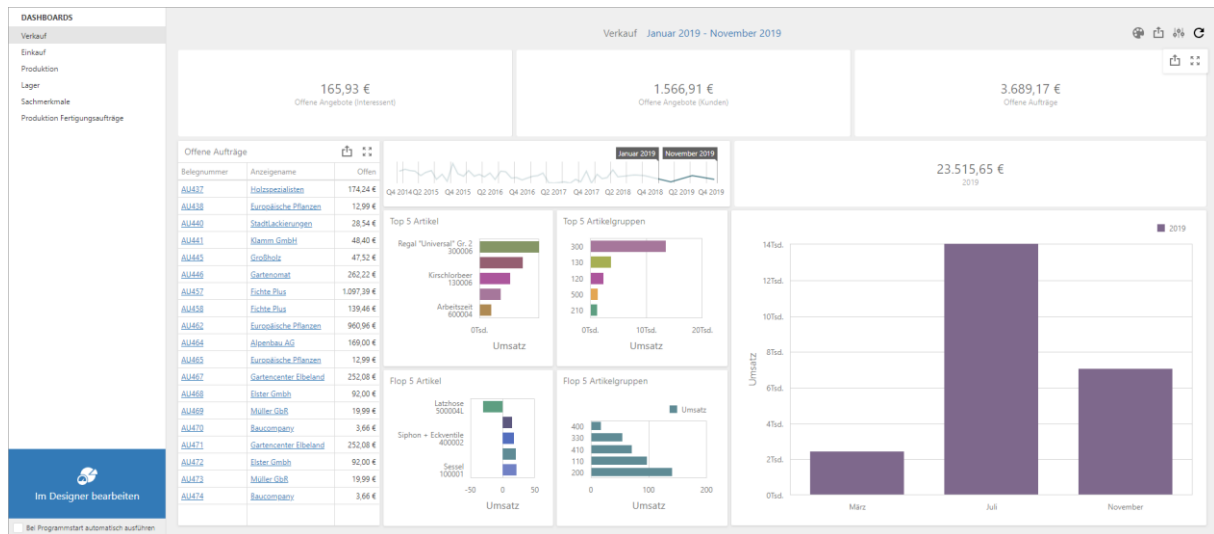 DASHBOARDS
Verkauf
Einkauf
Produktion
Lager
Sachmerkmale
Produktion Fertigungsaufträge
Im Designer bearbeiten
Bei Programmstart automatisch ausführen
Verkauf Januar 2019 - November 2019
165,93 €
Offene Angebote (Interessent)
1.566,91 €
Offene Angebote (Kunden)
3.689,17 €
Offene Aufträge
Offene Aufträge
Belegnummer Anzeigename Offen
AU437 Holzspezialisten 174,24 €
AU438 Europäische Pflanzen 12,99 €
AU440 StadtLackierungen 28,54 €
AU441 Klamm GmbH 48,40 €
AU445 Großholz 47,52 €
AU446 Gartenomat 262,22 €
AU457 Fichte Plus 1.097,39 €
AU458 Fichte Plus 139,46 €
AU462 Europäische Pflanzen 960,96 €
AU464 Alpenbau AG 169,00 €
AU465 Europäische Pflanzen 12,99 €
AU467 Gartencenter Elbeland 252,08 €
AU468 Elster Gmbh 92,00 €
AU469 Müller GbR 19,99 €
AU470 Baucompany 3,66 €
AU471 Gartencenter Elbeland 252,08 €
AU472 Elster Gmbh 92,00 €
AU473 Müller GbR 19,99 €
AU474 Baucompany 3,66 €
Januar 2019 November 2019
Q4 2014 Q2 2015 Q4 2015 Q2 2016 Q4 2016 Q2 2017 Q4 2017 Q2 2018 Q4 2018 Q2 2019 Q4 2019
23.515,65 €
2019
Top 5 Artikel
Regal "Universal" Gr. 2
300006
Kirschlorbeer
130006
Arbeitszeit
600004
0Tsd.
Umsatz
Top 5 Artikelgruppen
300
130
120
500
210
0Tsd. 10Tsd. 20Tsd.
Umsatz
Flop 5 Artikel
Latzhose
500004L
Siphon + Eckventile
400002
Sessel
100001
-50 0 50
Umsatz
Flop 5 Artikelgruppen
Umsatz
400
330
410
110
200
0 100 200
Umsatz
2019
14Tsd.
12Tsd.
10Tsd.
8Tsd.
6Tsd.
4Tsd.
2Tsd.
0Tsd.
Umsatz
März Juli November